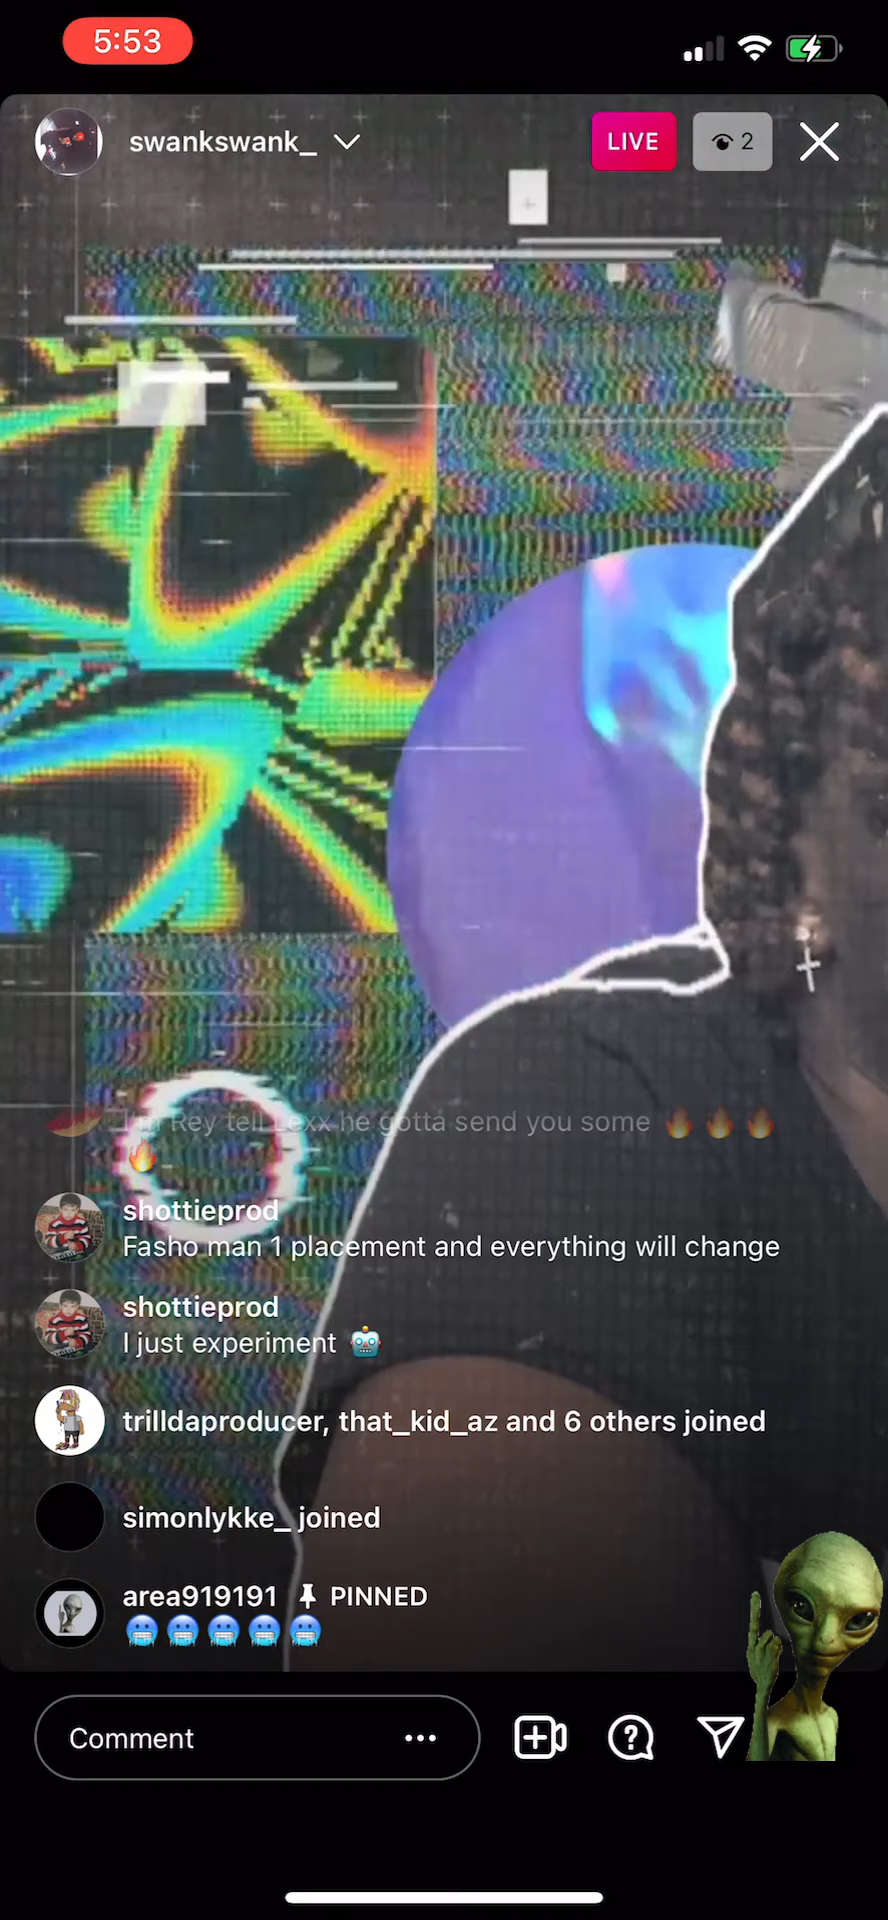 5:53
swankswank_
LIVE
2
I'm Rey tell Lexx he gotta send you some 🔥 🔥 🔥
🔥
shottieprod
Fasho man 1 placement and everything will change
shottieprod
I just experiment 🤖
trilldaproducer, that_kid_az and 6 others joined
simonlykke_ joined
area919191 📌 PINNED
🥶🥶🥶🥶🥶
Comment